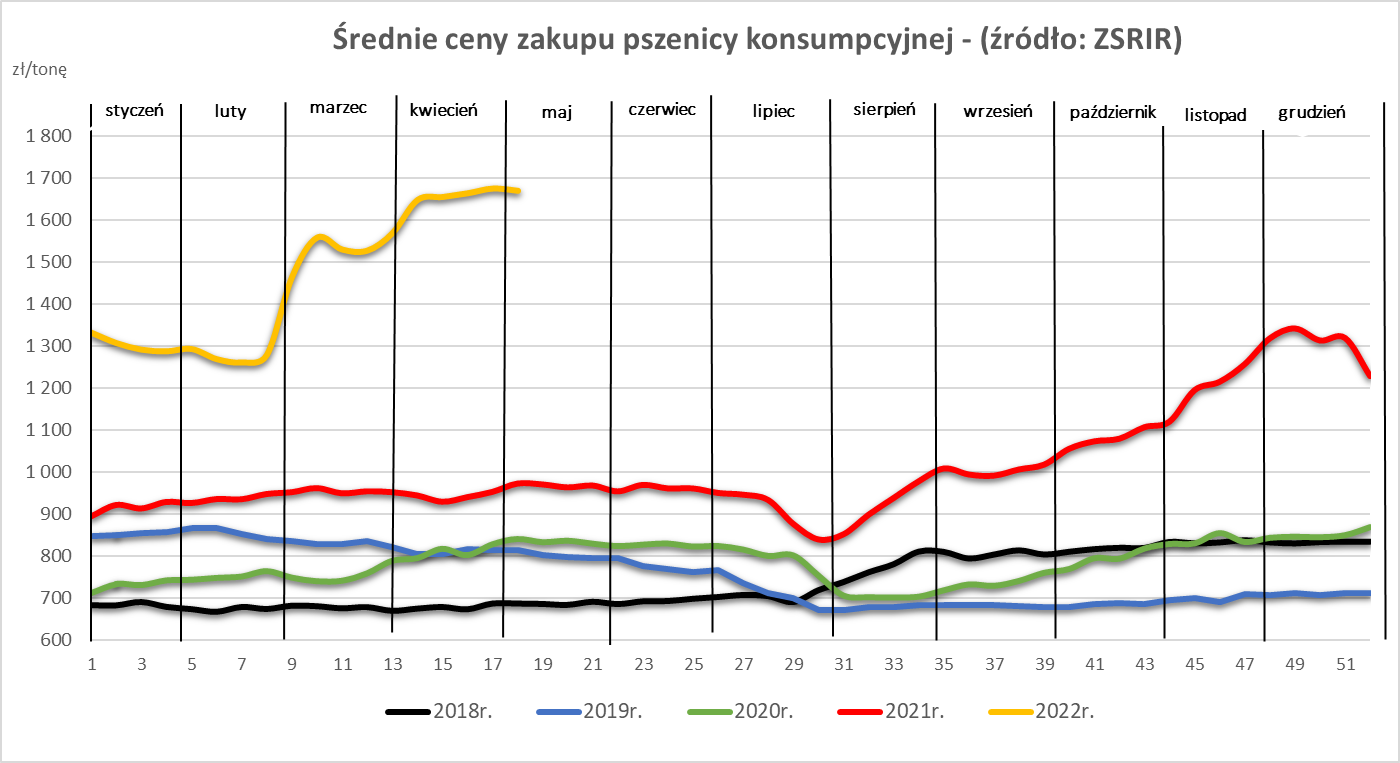 Średnie ceny zakupu pszenicy konsumpcyjnej - (źródło: ZSRIR)
zł/tonę
styczeń luty marzec kwiecień maj czerwiec lipiec sierpień wrzesień październik listopad grudzień
1 800
1 700
1 600
1 500
1 400
1 300
1 200
1 100
1 000
900
800
700
600
1 3 5 7 9 11 13 15 17 19 21 23 25 27 29 31 33 35 37 39 41 43 45 47 49 51
2018r. 2019r. 2020r. 2021r. 2022r.